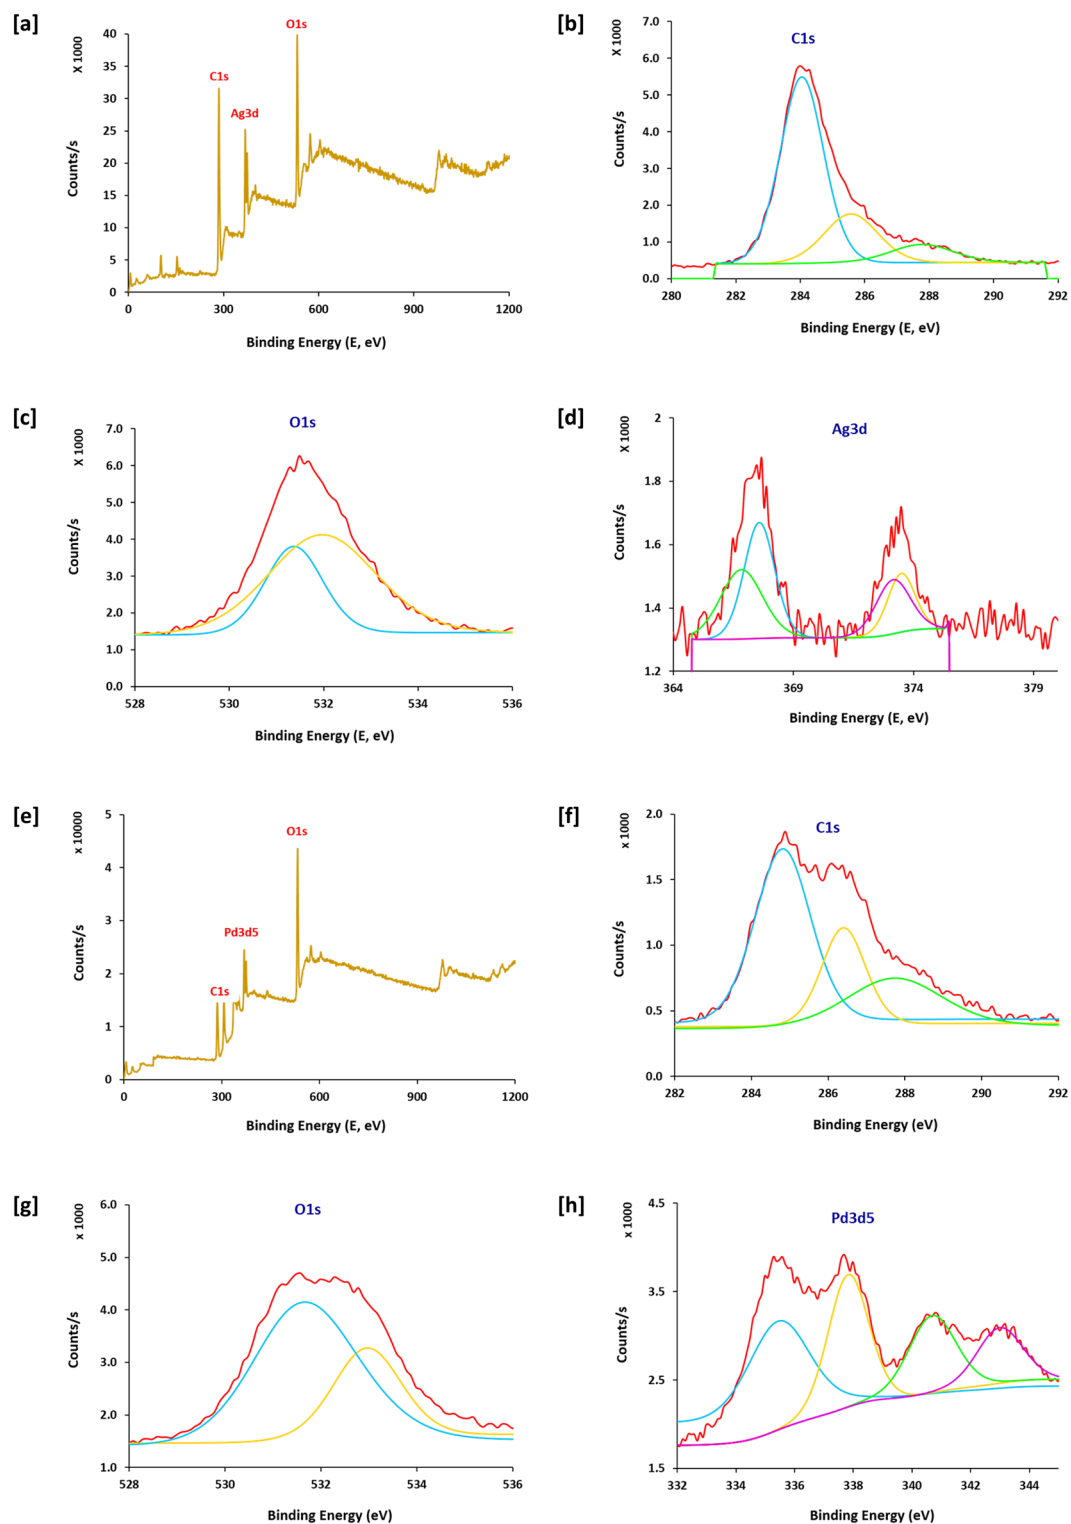 [a]
X 1000
Counts/s
40
35
30
25
20
15
10
5
0
O1s
C1s
Ag3d
0 300 600 900 1200
Binding Energy (E, eV)
[b]
X 1000
Counts/s
7.0
6.0
5.0
4.0
3.0
2.0
1.0
0.0
C1s
280 282 284 286 288 290 292
Binding Energy (E, eV)
[c]
X 1000
Counts/s
7.0
6.0
5.0
4.0
3.0
2.0
1.0
0.0
O1s
528 530 532 534 536
Binding Energy (E, eV)
[d]
X 1000
Counts/s
2
1.8
1.6
1.4
1.2
Ag3d
364 369 374 379
Binding Energy (E, eV)
[e]
x 10000
Counts/s
5
4
3
2
1
0
O1s
Pd3d5
C1s
0 300 600 900 1200
Binding Energy (E, eV)
[f]
x 1000
Counts/s
2.0
1.5
1.0
0.5
0.0
C1s
282 284 286 288 290 292
Binding Energy (eV)
[g]
x 1000
Counts/s
6.0
5.0
4.0
3.0
2.0
1.0
O1s
528 530 532 534 536
Binding Energy (eV)
[h]
x 1000
Counts/s
4.5
3.5
2.5
1.5
Pd3d5
332 334 336 338 340 342 344
Binding Energy (eV)